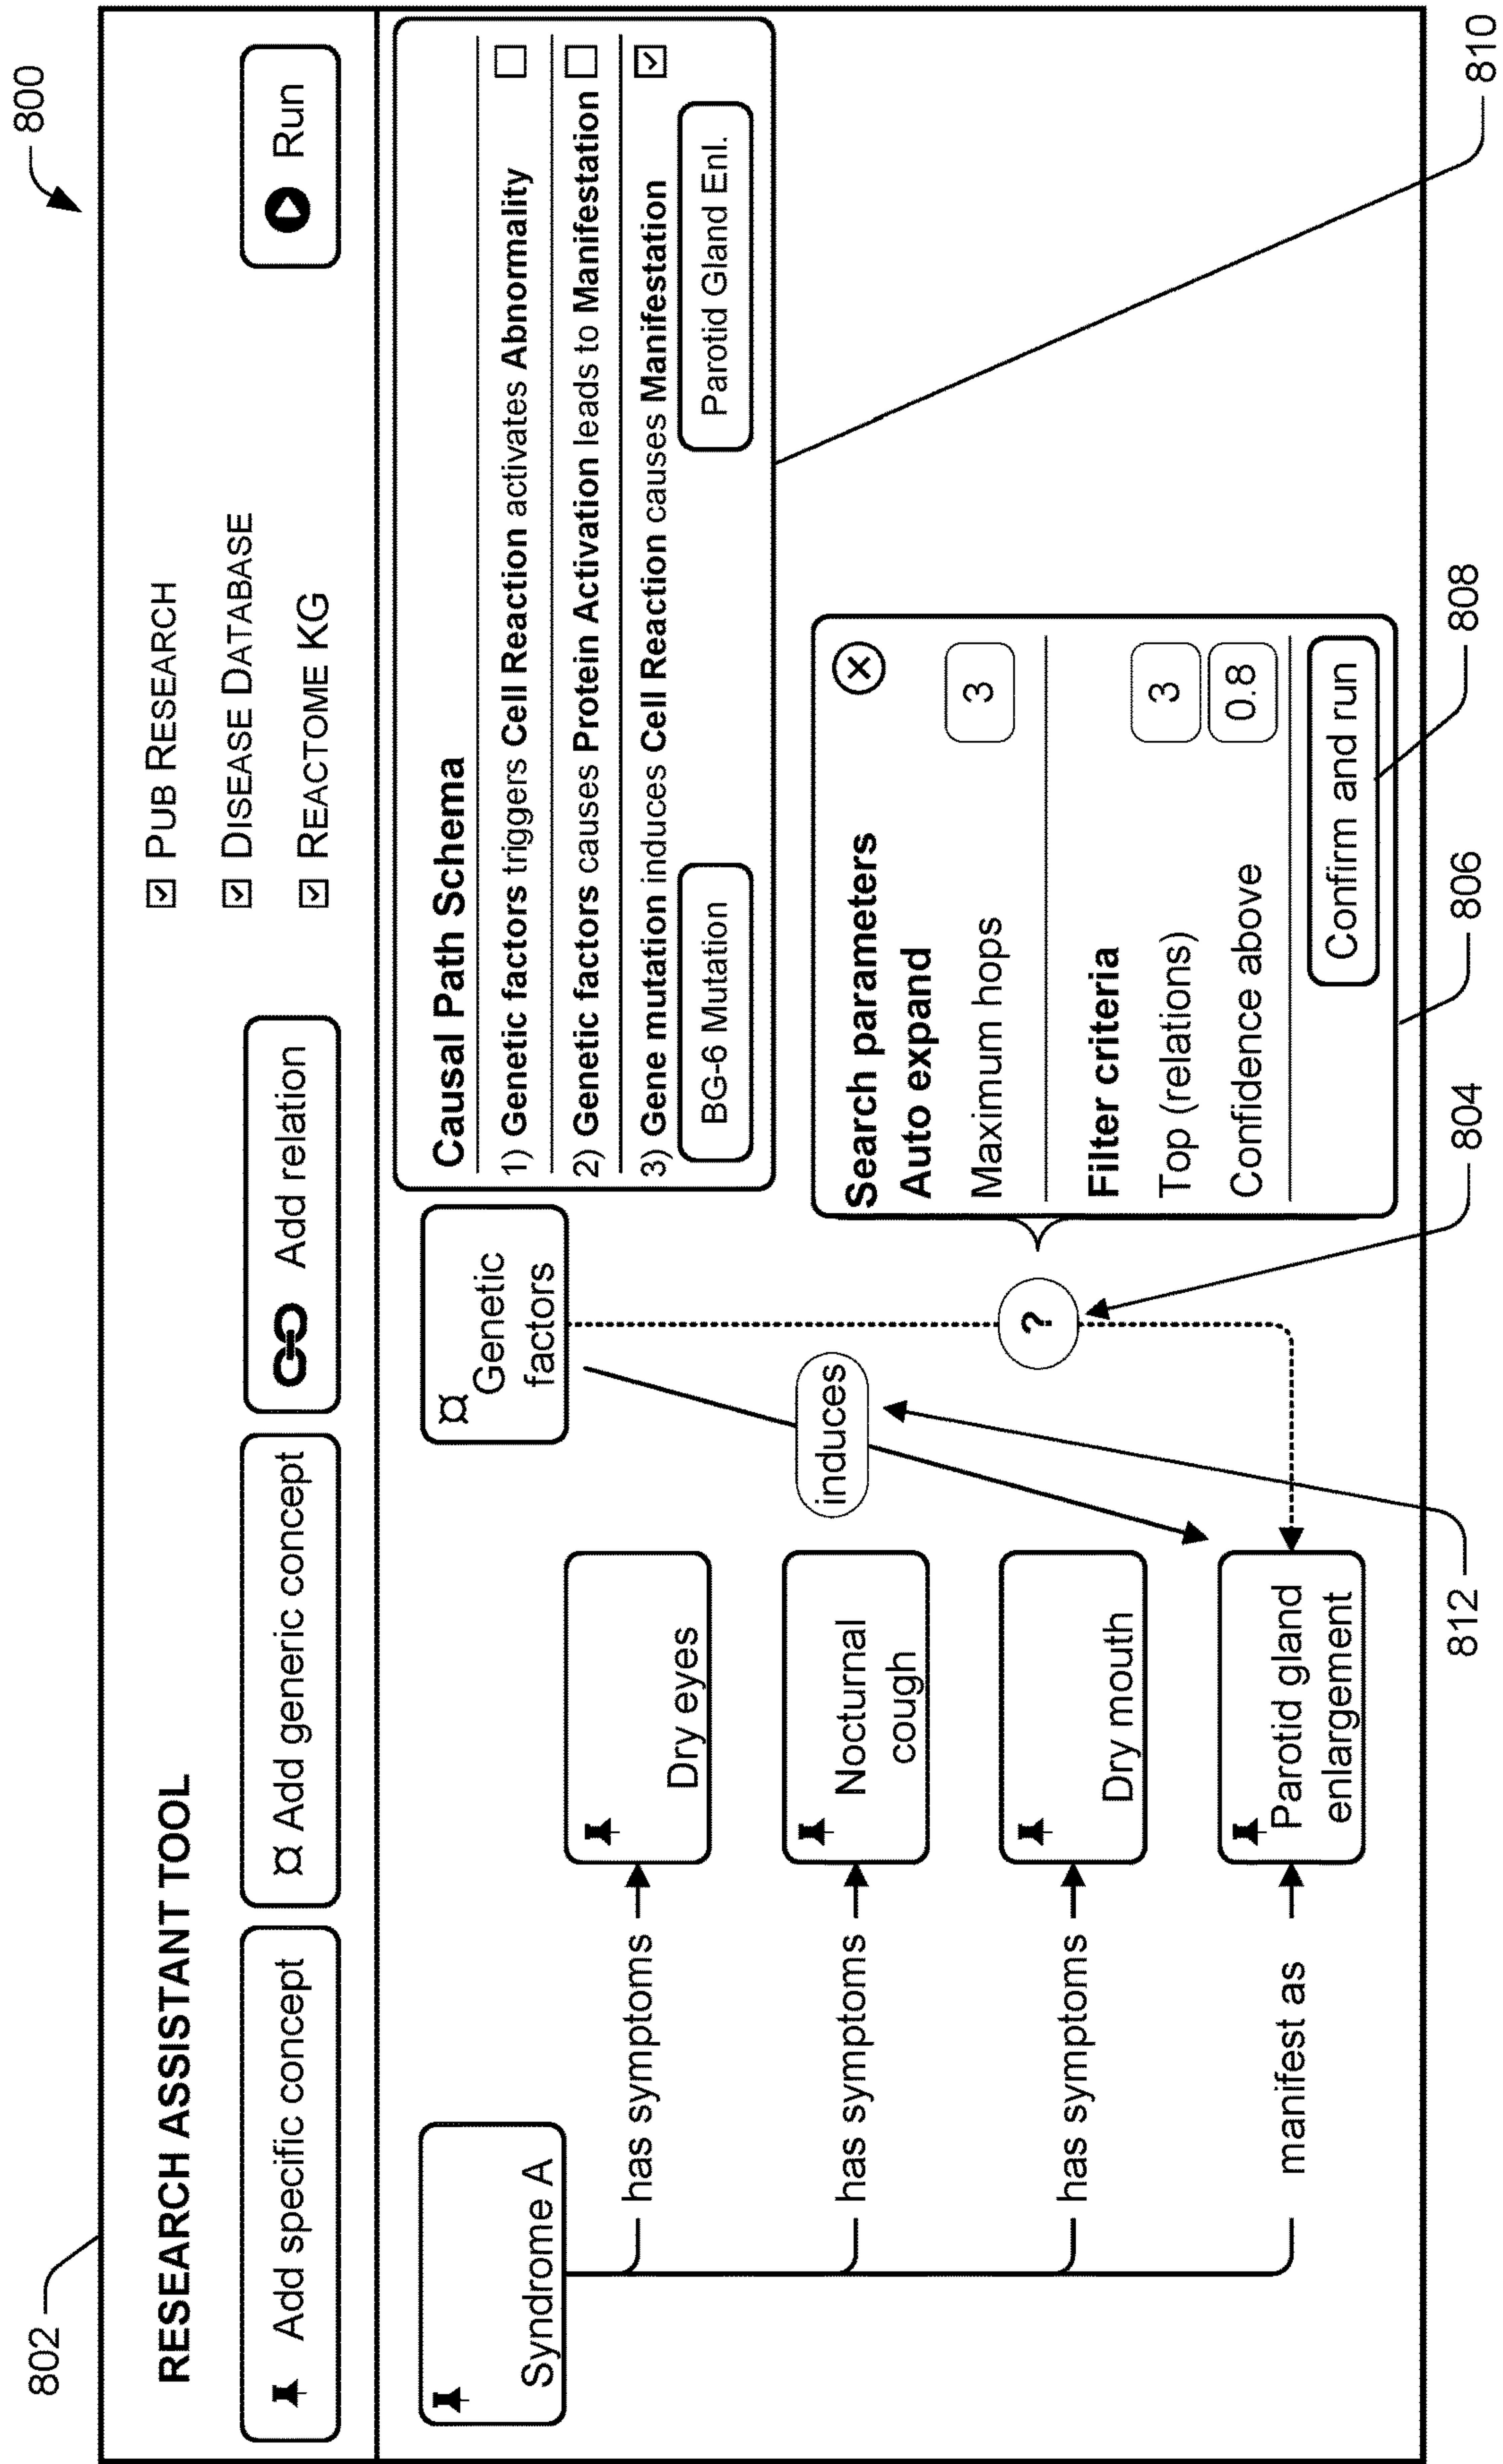 800
802
RESEARCH ASSISTANT TOOL
PUB RESEARCH
DISEASE DATABASE
REACTOME KG
Add specific concept
¤ Add generic concept
Add relation
Run
Syndrome A
has symptoms
has symptoms
has symptoms
manifest as
Dry eyes
Nocturnal
cough
Dry mouth
Parotid gland
enlargement
¤
Genetic
factors
induces
?
Causal Path Schema
1) Genetic factors triggers Cell Reaction activates Abnormality
2) Genetic factors causes Protein Activation leads to Manifestation
3) Gene mutation induces Cell Reaction causes Manifestation
BG-6 Mutation
Parotid Gland Enl.
Search parameters
Auto expand
Maximum hops 3
Filter criteria
Top (relations) 3
Confidence above 0.8
Confirm and run
812
804
806
808
810